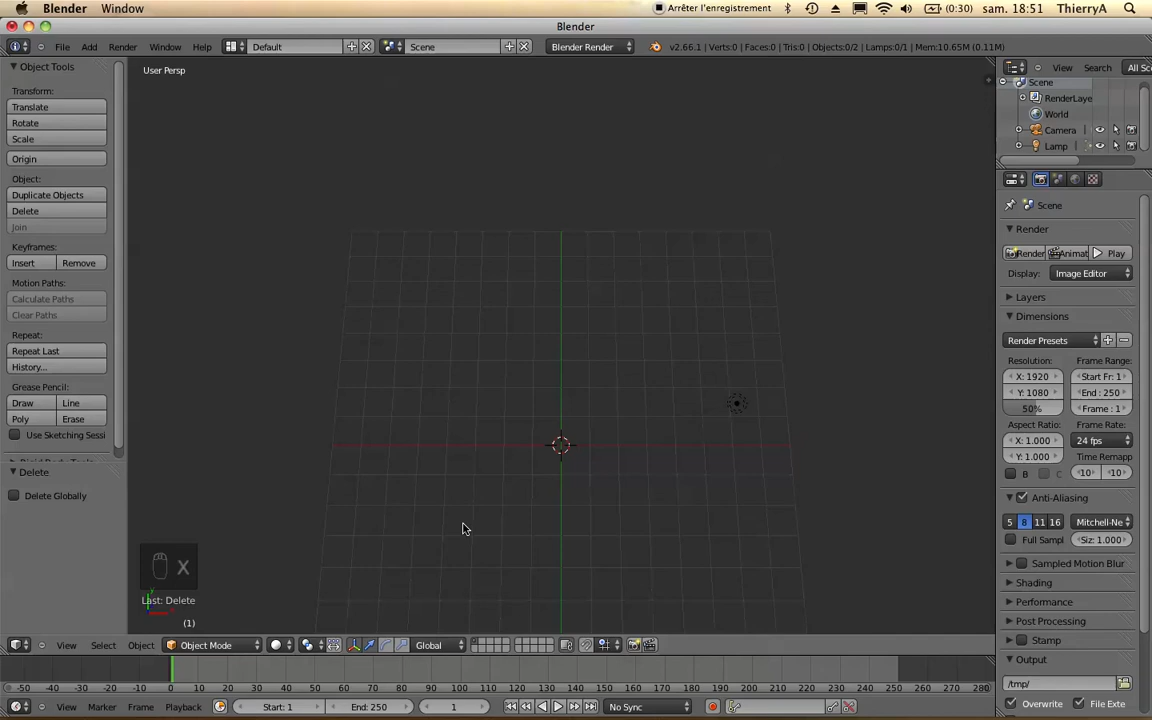 Blender Window Arrêter l'enregistrement (0:30) sam. 18:51 ThierryA
Blender
File Add Render Window Help Default Scene Blender Render v2.66.1 | Verts:0 | Faces:0 | Tris:0 | Objects:0/2 | Lamps:0/1 | Mem:10.65M (0.11M)
Object Tools
User Persp
View Search All Sc
Scene
RenderLaye
World
Camera
Lamp
Transform:
Translate
Rotate
Scale
Origin
Object:
Duplicate Objects
Delete
Join
Keyframes:
Insert Remove
Motion Paths:
Calculate Paths
Clear Paths
Repeat:
Repeat Last
History...
Grease Pencil:
Draw Line
Poly Erase
Use Sketching Sessi
Delete
Delete Globally
X
Last: Delete
(1)
Scene
Render
Render Animat Play
Display: Image Editor
Layers
Dimensions
Render Presets
Resolution: Frame Range:
X: 1920 Start Fr: 1
Y: 1080 End : 250
50% Frame : 1
Aspect Ratio: Frame Rate:
X: 1.000 24 fps
Y: 1.000 Time Remapp
B C 10 10
Anti-Aliasing
5 8 11 16 Mitchell-Ne
Full Sampl Siz: 1.000
Sampled Motion Blur
Shading
Performance
Post Processing
Stamp
Output
/tmp/
Overwrite File Exte
View Select Object Object Mode Global
-50 -40 -30 -20 -10 0 10 20 30 40 50 60 70 80 90 100 110 120 130 140 150 160 170 180 190 200 210 220 230 240 250 260 270 280
View Marker Frame Playback Start: 1 End: 250 1 No Sync